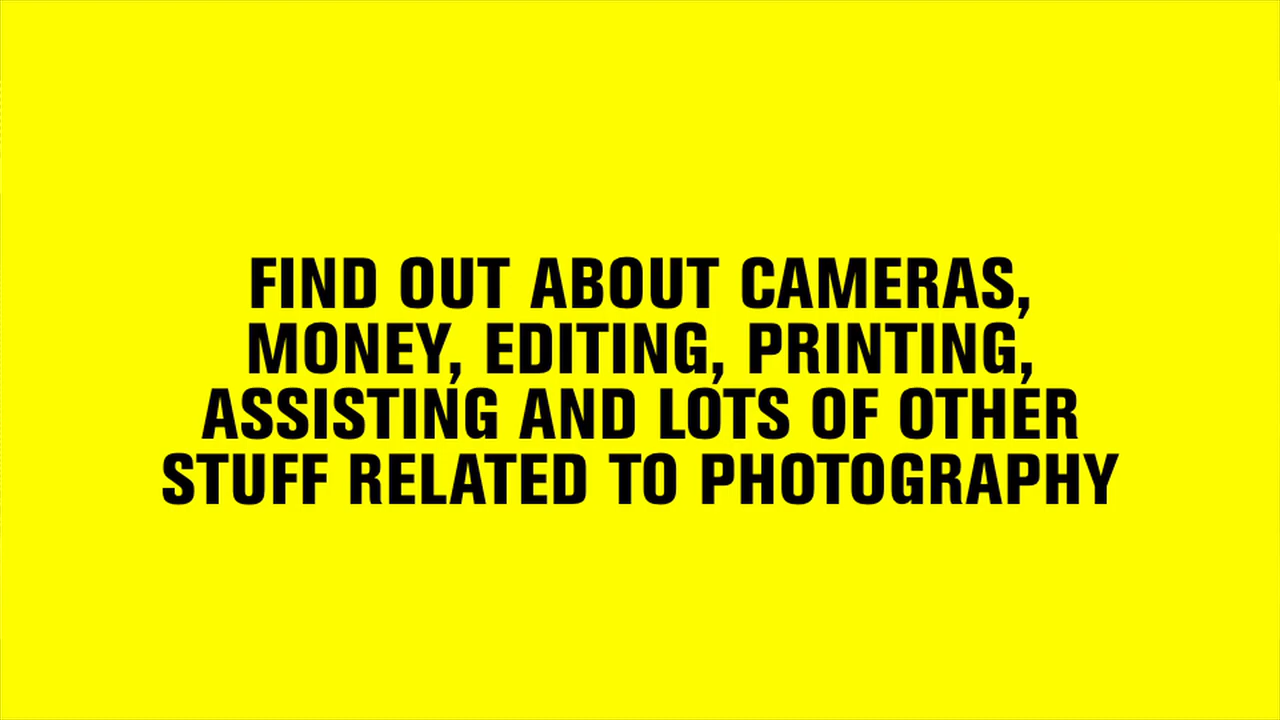 FIND OUT ABOUT CAMERAS,
MONEY, EDITING, PRINTING,
ASSISTING AND LOTS OF OTHER
STUFF RELATED TO PHOTOGRAPHY